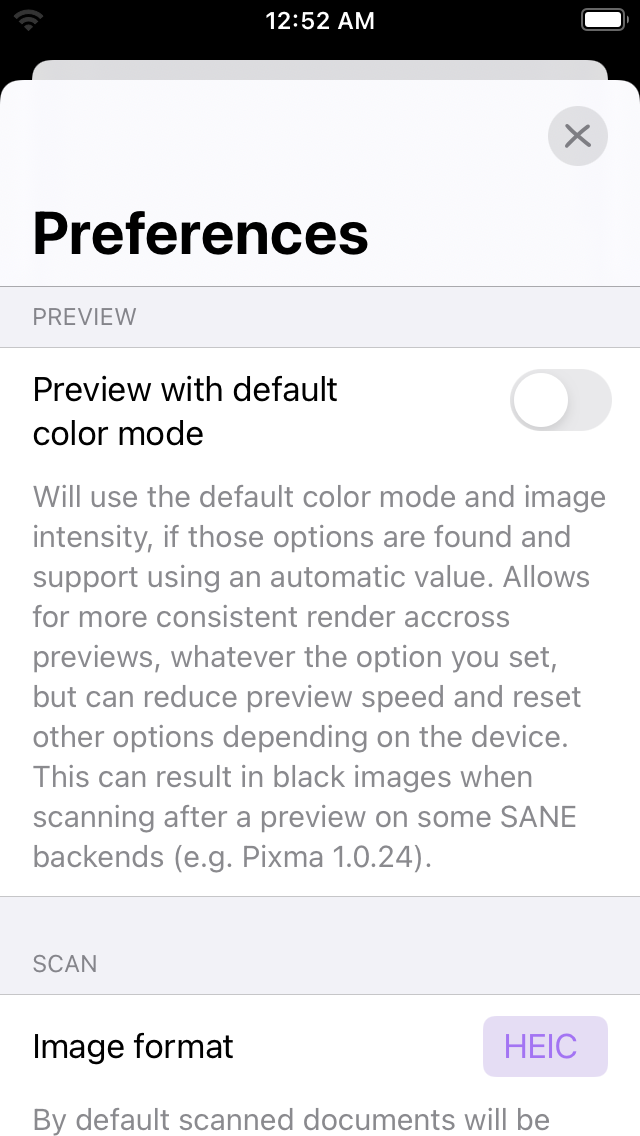 12:52 AM
Preferences
PREVIEW
Preview with default
color mode
Will use the default color mode and image
intensity, if those options are found and
support using an automatic value. Allows
for more consistent render accross
previews, whatever the option you set,
but can reduce preview speed and reset
other options depending on the device.
This can result in black images when
scanning after a preview on some SANE
backends (e.g. Pixma 1.0.24).
SCAN
Image format
HEIC
By default scanned documents will be